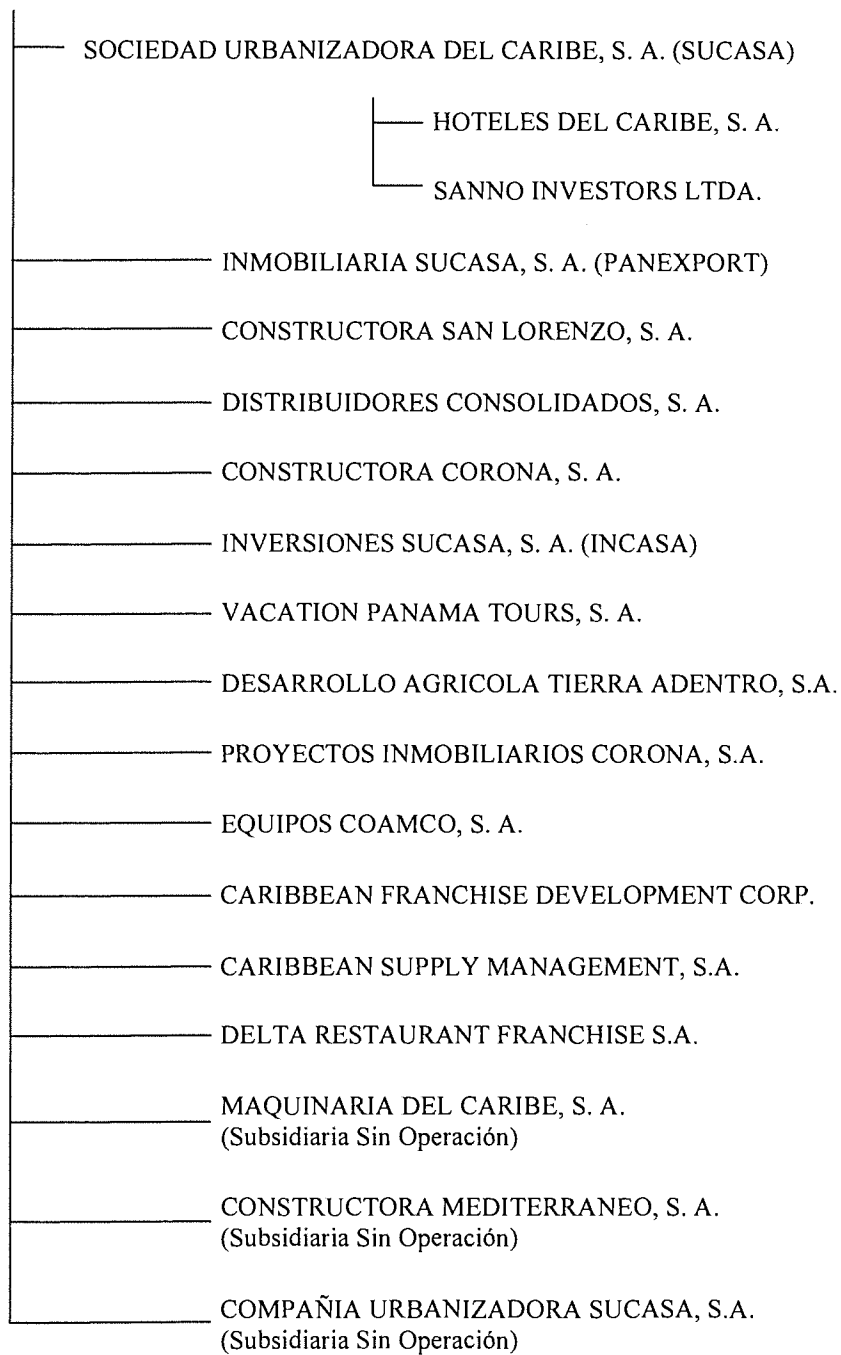 SOCIEDAD URBANIZADORA DEL CARIBE, S. A. (SUCASA)
HOTELES DEL CARIBE, S. A.
SANNO INVESTORS LTDA.
INMOBILIARIA SUCASA, S. A. (PANEXPORT)
CONSTRUCTORA SAN LORENZO, S. A.
DISTRIBUIDORES CONSOLIDADOS, S. A.
CONSTRUCTORA CORONA, S. A.
INVERSIONES SUCASA, S. A. (INCASA)
VACATION PANAMA TOURS, S. A.
DESARROLLO AGRICOLA TIERRA ADENTRO, S.A.
PROYECTOS INMOBILIARIOS CORONA, S.A.
EQUIPOS COAMCO, S. A.
CARIBBEAN FRANCHISE DEVELOPMENT CORP.
CARIBBEAN SUPPLY MANAGEMENT, S.A.
DELTA RESTAURANT FRANCHISE S.A.
MAQUINARIA DEL CARIBE, S. A.
(Subsidiaria Sin Operación)
CONSTRUCTORA MEDITERRANEO, S. A.
(Subsidiaria Sin Operación)
COMPAÑIA URBANIZADORA SUCASA, S.A.
(Subsidiaria Sin Operación)